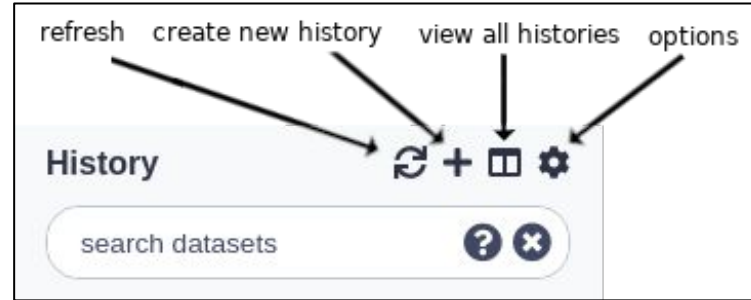 refresh create new history view all histories options
History
search datasets